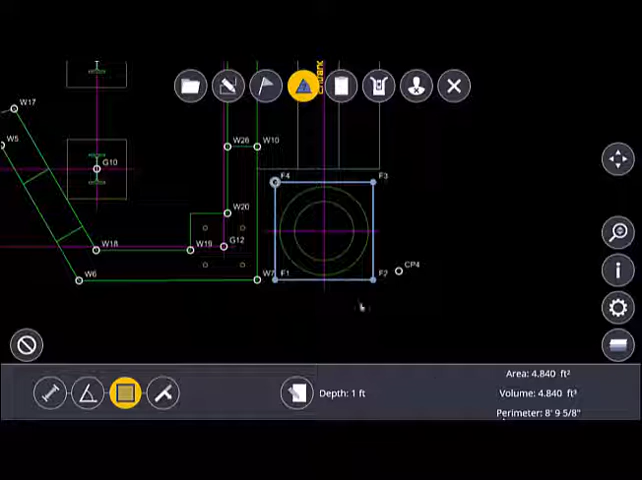 W17
W5
W26
W10
G10
F4
F3
W20
G12
W18
W19
CP4
W6
W7
F1
F2
Area: 4.840 ft²
Depth: 1 ft
Volume: 4.840 ft³
Perimeter: 8' 9 5/8"